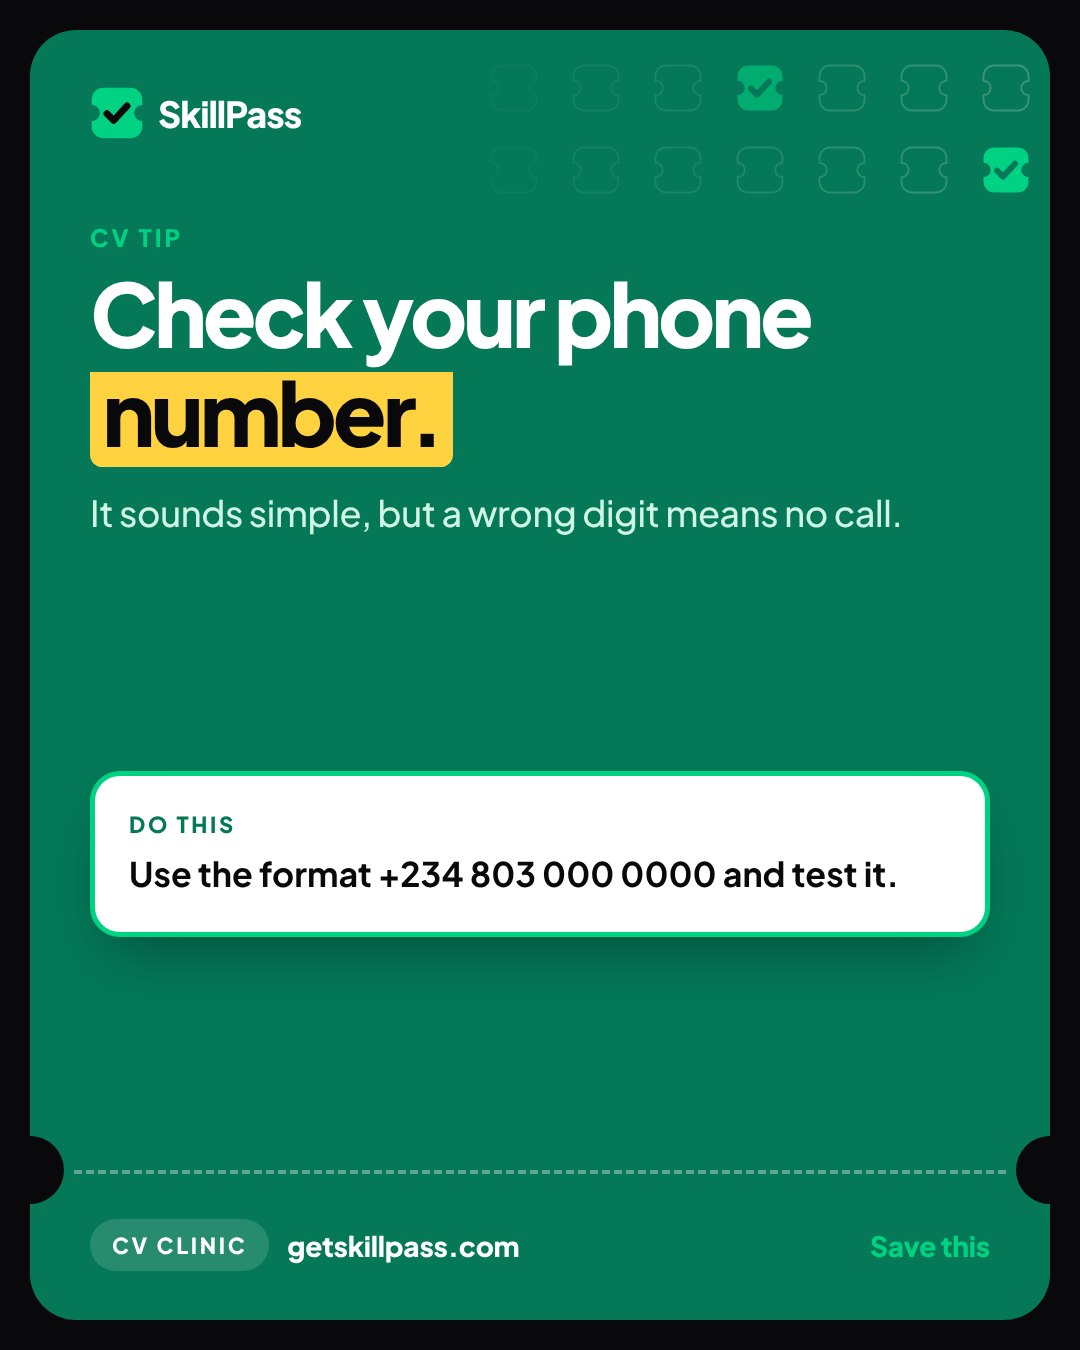 SkillPass
CV TIP
Check your phone
number.
It sounds simple, but a wrong digit means no call.
DO THIS
Use the format +234 803 000 0000 and test it.
CV CLINIC
getskillpass.com
Save this